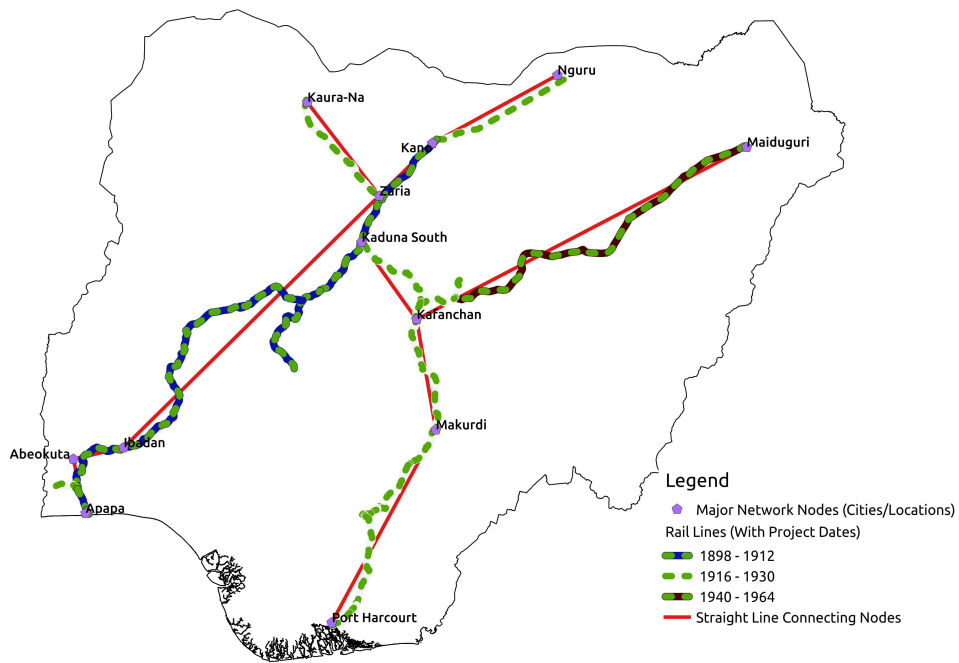 Nguru
Kaura-Na
Kano
Maiduguri
Zaria
Kaduna South
Kafanchan
Makurdi
Ibadan
Abeokuta
Apapa
Port Harcourt
Legend
Major Network Nodes (Cities/Locations)
Rail Lines (With Project Dates)
1898 - 1912
1916 - 1930
1940 - 1964
Straight Line Connecting Nodes